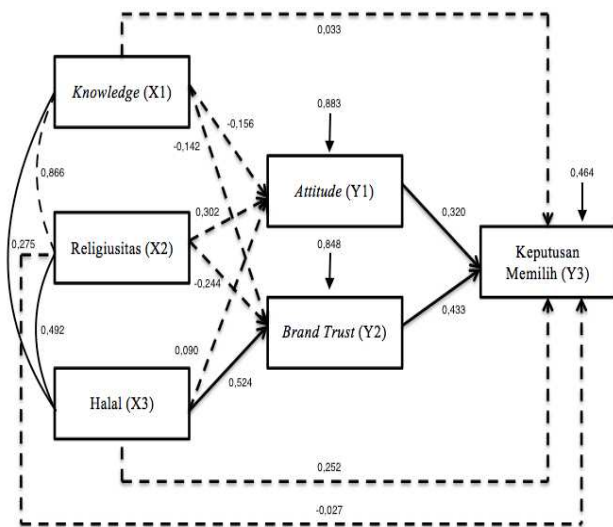 0,033
Knowledge (X1)
0,883
-0,156
-0,142
0,866
Attitude (Y1)
0,464
0,302
0,320
0,275
Religiusitas (X2)
Keputusan
Memilih (Y3)
0,848
-0,244
0,492
Brand Trust (Y2)
0,433
0,090
0,524
Halal (X3)
0,252
-0,027